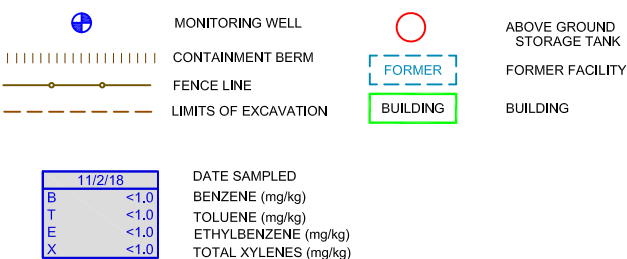 MONITORING WELL
CONTAINMENT BERM
FENCE LINE
LIMITS OF EXCAVATION
ABOVE GROUND
STORAGE TANK
FORMER FORMER FACILITY
BUILDING BUILDING
11/2/18 DATE SAMPLED
B <1.0 BENZENE (mg/kg)
T <1.0 TOLUENE (mg/kg)
E <1.0 ETHYLBENZENE (mg/kg)
X <1.0 TOTAL XYLENES (mg/kg)